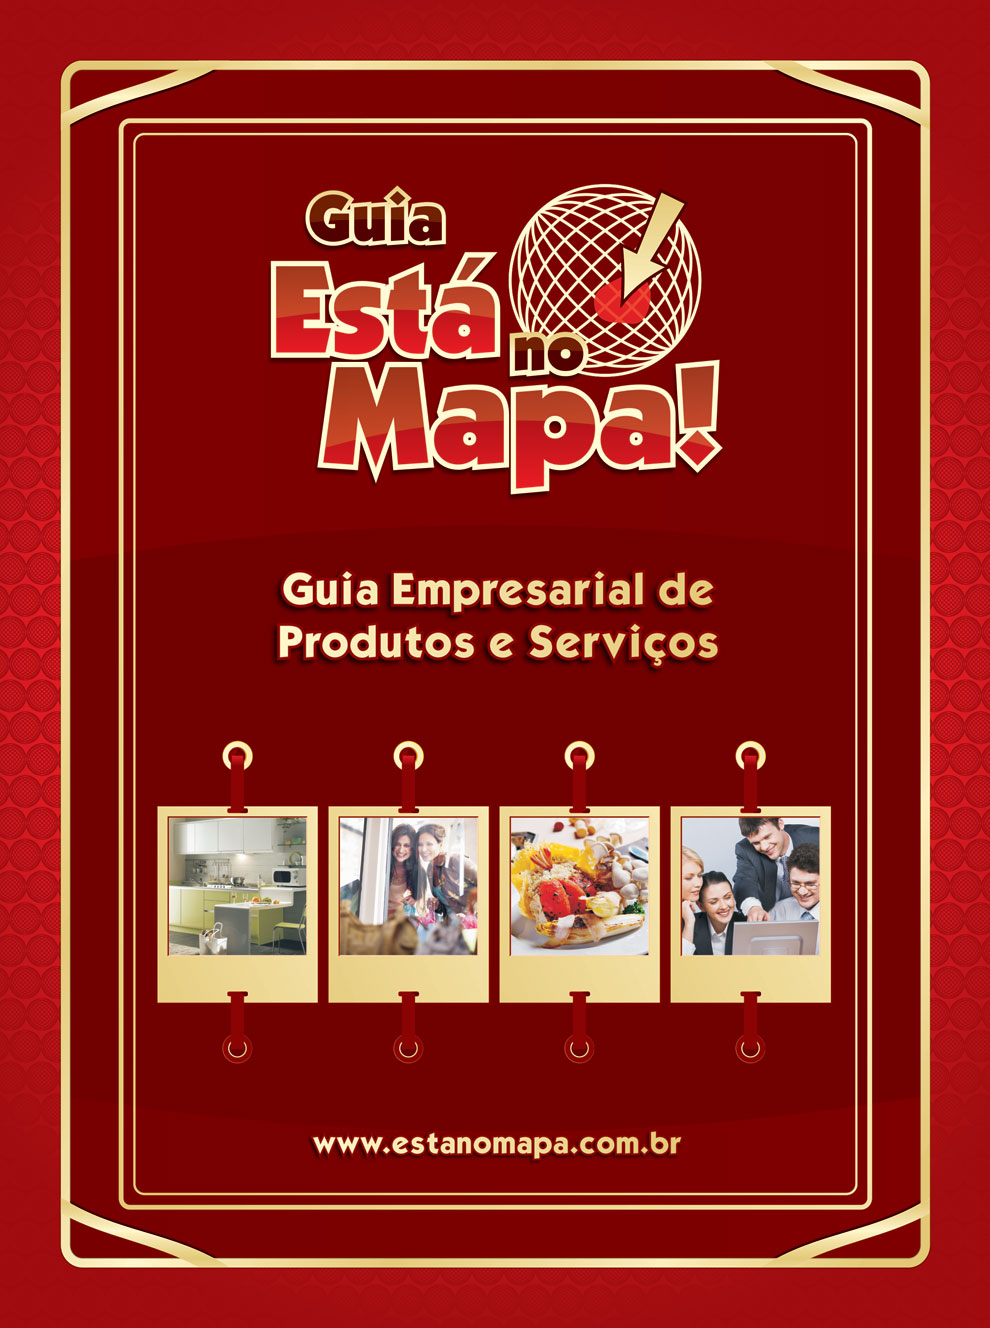 Guia
Está
no
Mapa!
Guia Empresarial de
Produtos e Serviços
www.estanomapa.com.br